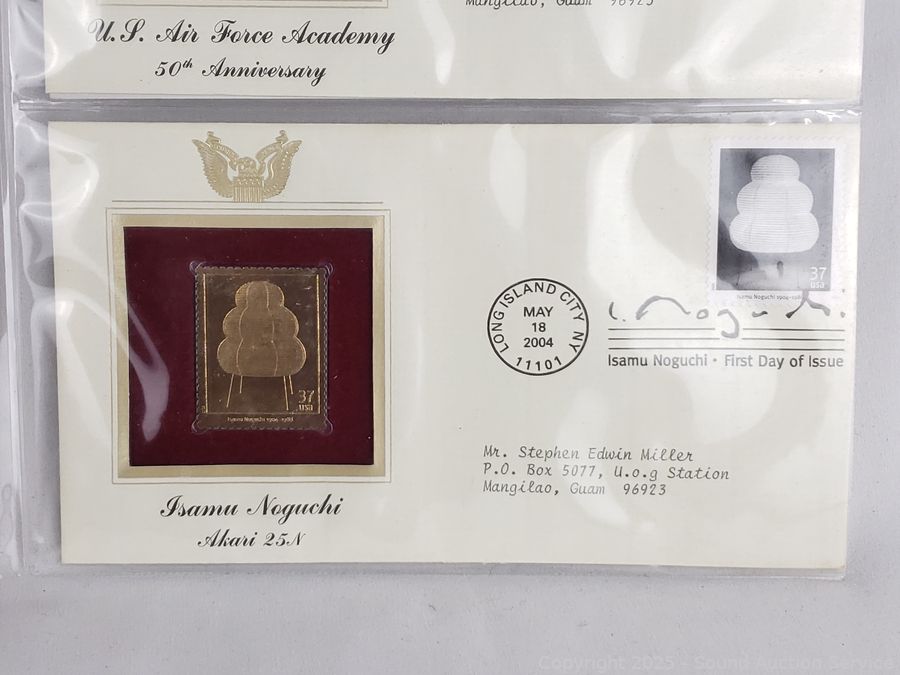 Mangilao, Guam 96923
U.S. Air Force Academy
50th Anniversary
37
usa
Isamu Noguchi 1904-1988
LONG ISLAND CITY NY
MAY
18
2004
11101
i. Noguchi.
Isamu Noguchi • First Day of Issue
37
usa
Isamu Noguchi 1904-1988
Mr. Stephen Edwin Miller
P.O. Box 5077, U.o.g Station
Mangilao, Guam 96923
Isamu Noguchi
Akari 25N
Copyright 2025 - Sound Auction Service